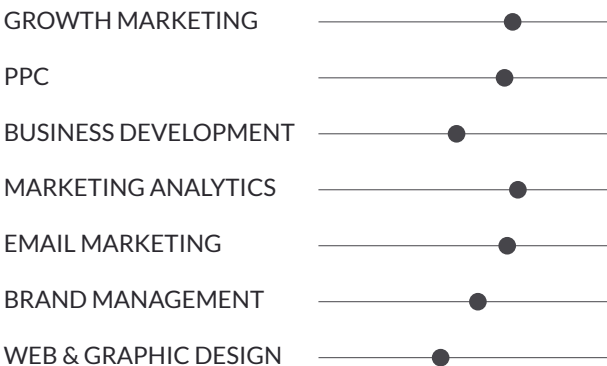 GROWTH MARKETING
PPC
BUSINESS DEVELOPMENT
MARKETING ANALYTICS
EMAIL MARKETING
BRAND MANAGEMENT
WEB & GRAPHIC DESIGN